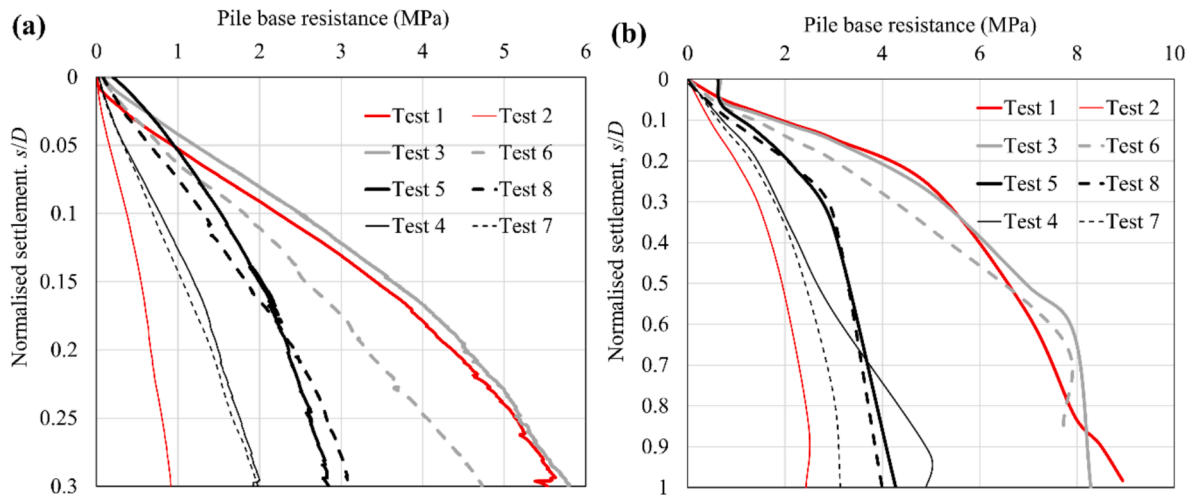 (a)
Pile base resistance (MPa)
0 1 2 3 4 5 6
Normalised settlement, s/D
0
0.05
0.1
0.15
0.2
0.25
0.3
Test 1 Test 2
Test 3 Test 6
Test 5 Test 8
Test 4 Test 7
(b)
Pile base resistance (MPa)
0 2 4 6 8 10
Normalised settlement, s/D
0
0.1
0.2
0.3
0.4
0.5
0.6
0.7
0.8
0.9
1
Test 1 Test 2
Test 3 Test 6
Test 5 Test 8
Test 4 Test 7